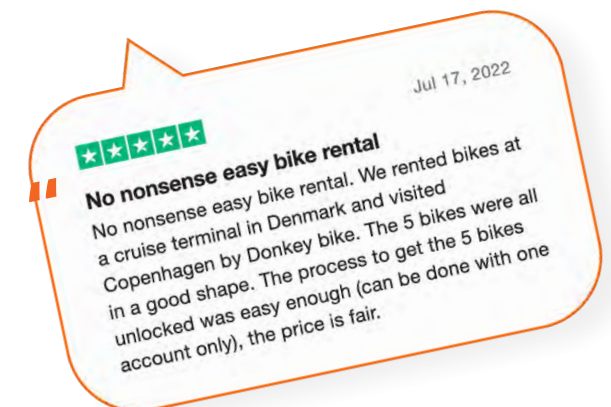 Jul 17, 2022
No nonsense easy bike rental
No nonsense easy bike rental. We rented bikes at
a cruise terminal in Denmark and visited
Copenhagen by Donkey bike. The 5 bikes were all
in a good shape. The process to get the 5 bikes
unlocked was easy enough (can be done with one
account only), the price is fair.